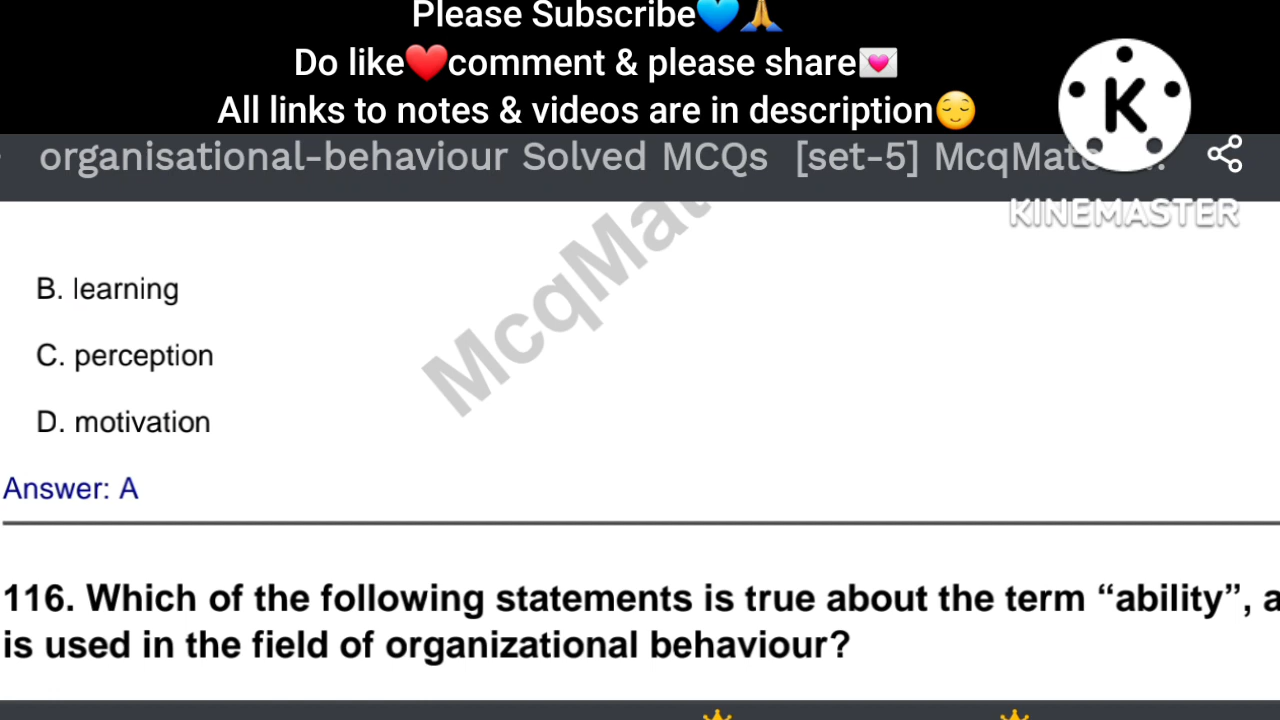 Please Subscribe💙🙏
Do like❤️comment & please share💌
All links to notes & videos are in description😌
K
organisational-behaviour Solved MCQs [set-5] McqMate
KINEMASTER
McqMat
B. learning
C. perception
D. motivation
Answer: A
116. Which of the following statements is true about the term “ability”, a
is used in the field of organizational behaviour?